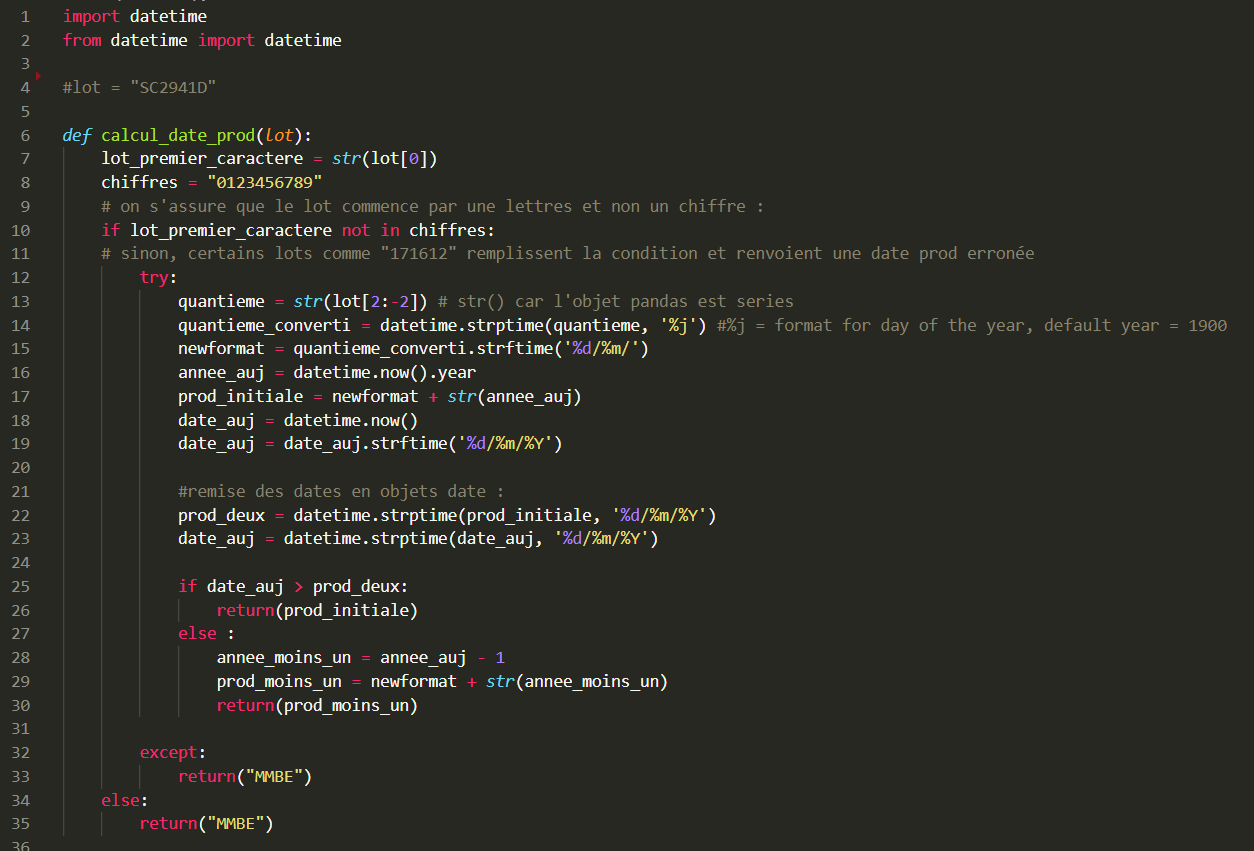 1 import datetime
2 from datetime import datetime
3
4 #lot = "SC2941D"
5
6 def calcul_date_prod(lot):
7 lot_premier_caractere = str(lot[0])
8 chiffres = "0123456789"
9 # on s'assure que le lot commence par une lettres et non un chiffre :
10 if lot_premier_caractere not in chiffres:
11 # sinon, certains lots comme "171612" remplissent la condition et renvoient une date prod erronée
12 try:
13 quantieme = str(lot[2:-2]) # str() car l'objet pandas est series
14 quantieme_converti = datetime.strptime(quantieme, '%j') #%j = format for day of the year, default year = 1900
15 newformat = quantieme_converti.strftime('%d/%m/')
16 annee_auj = datetime.now().year
17 prod_initiale = newformat + str(annee_auj)
18 date_auj = datetime.now()
19 date_auj = date_auj.strftime('%d/%m/%Y')
20
21 #remise des dates en objets date :
22 prod_deux = datetime.strptime(prod_initiale, '%d/%m/%Y')
23 date_auj = datetime.strptime(date_auj, '%d/%m/%Y')
24
25 if date_auj > prod_deux:
26 return(prod_initiale)
27 else :
28 annee_moins_un = annee_auj - 1
29 prod_moins_un = newformat + str(annee_moins_un)
30 return(prod_moins_un)
31
32 except:
33 return("MMBE")
34 else:
35 return("MMBE")
36